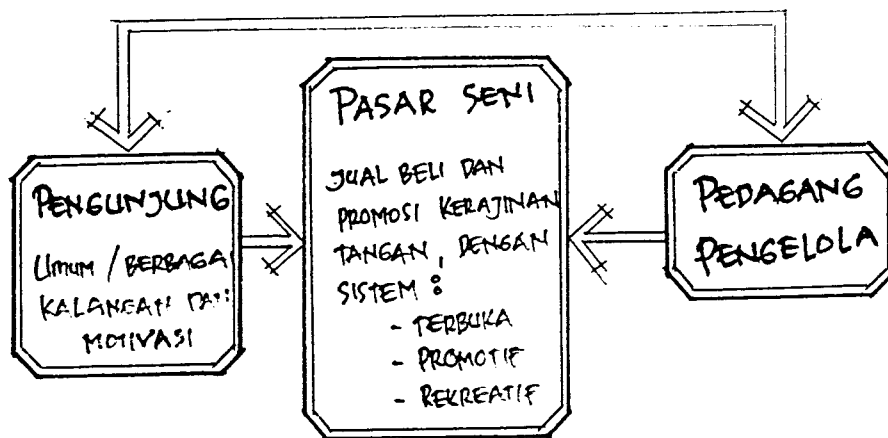 PENGUNJUNG
UMUM / BERBAGAI
KALANGAN DAN
MOTIVASI
PASAR SENI
JUAL BELI DAN
PROMOSI KERAJINAN
TANGAN, DENGAN
SISTEM :
- TERBUKA
- PROMOTIF
- REKREATIF
PEDAGANG
PENGELOLA